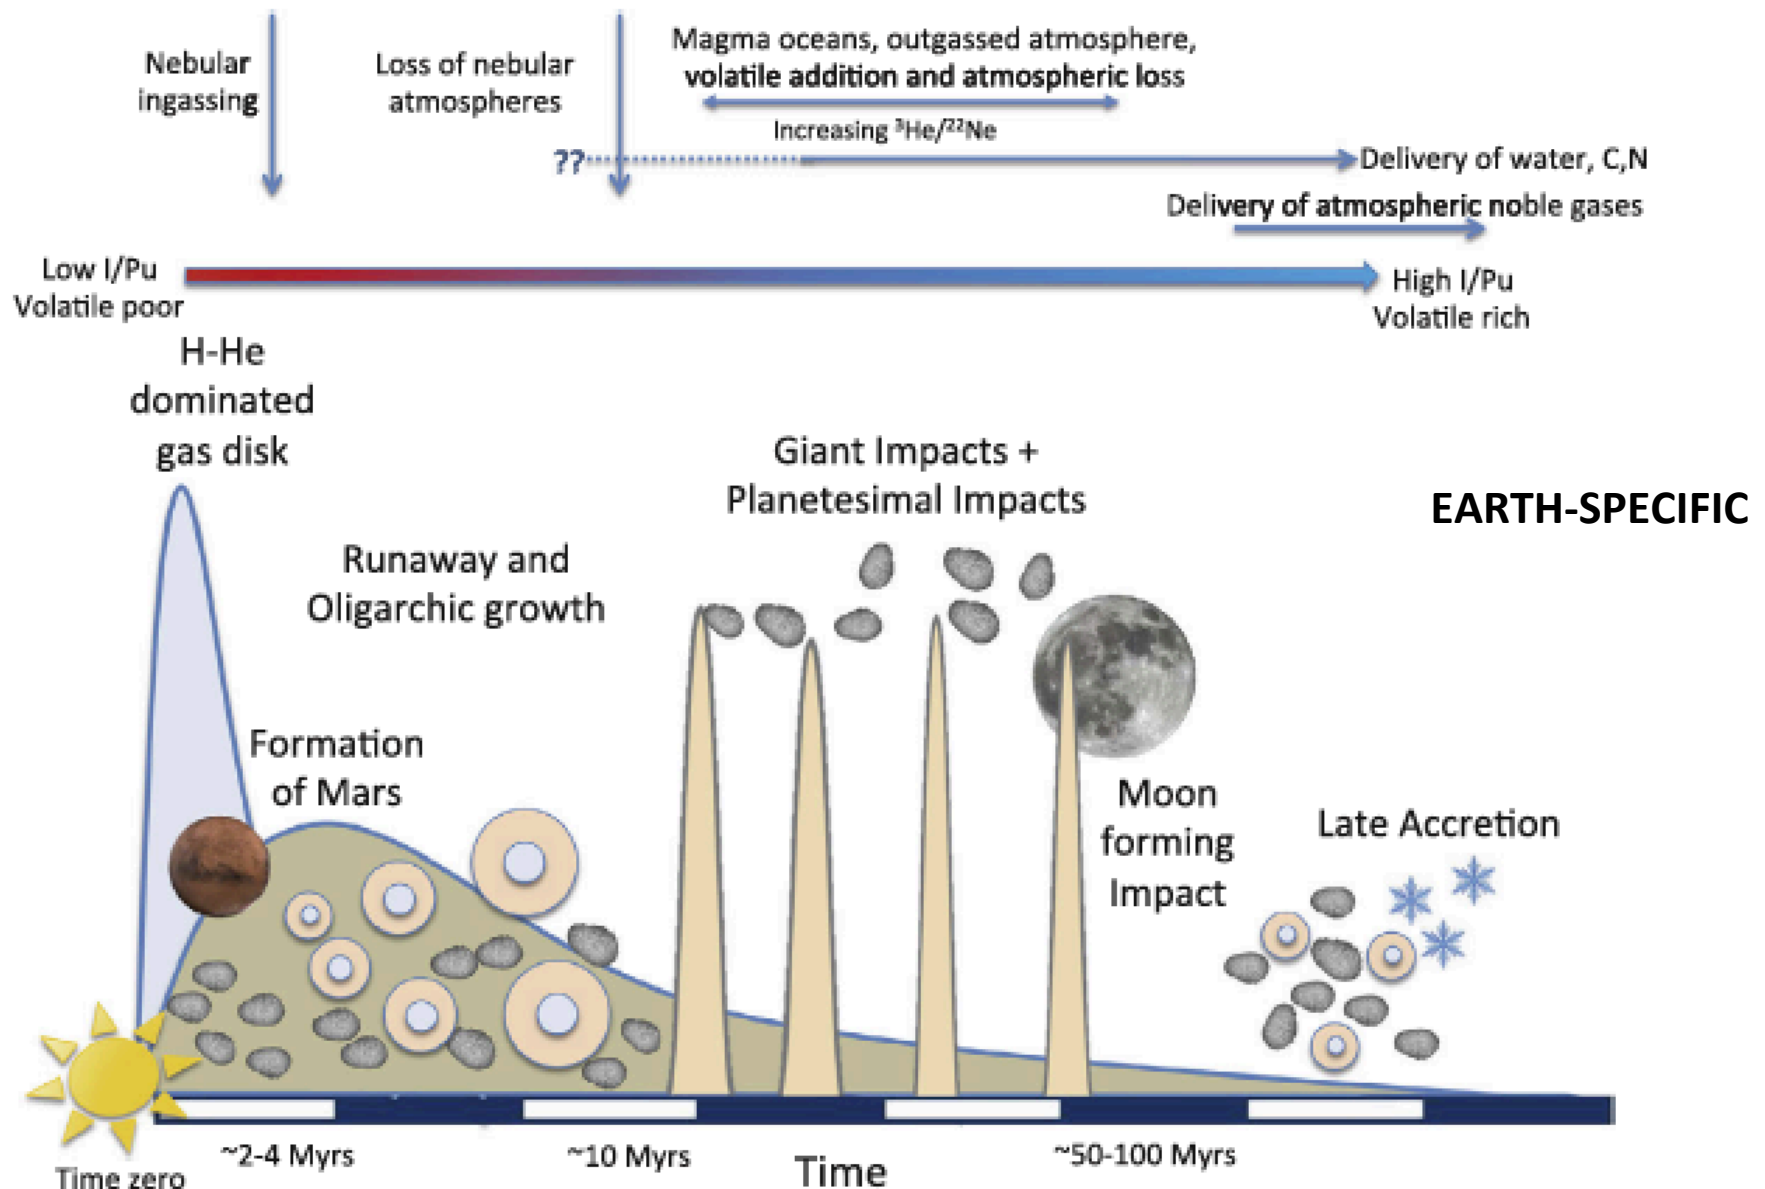 Nebular
ingassing
Loss of nebular
atmospheres
Magma oceans, outgassed atmosphere,
volatile addition and atmospheric loss
Increasing ³He/²²Ne
??
Delivery of water, C,N
Delivery of atmospheric noble gases
Low I/Pu
Volatile poor
High I/Pu
Volatile rich
H-He
dominated
gas disk
Giant Impacts +
Planetesimal Impacts
EARTH-SPECIFIC
Runaway and
Oligarchic growth
Formation
of Mars
Moon
forming
Impact
Late Accretion
~2-4 Myrs
~10 Myrs
~50-100 Myrs
Time zero
Time